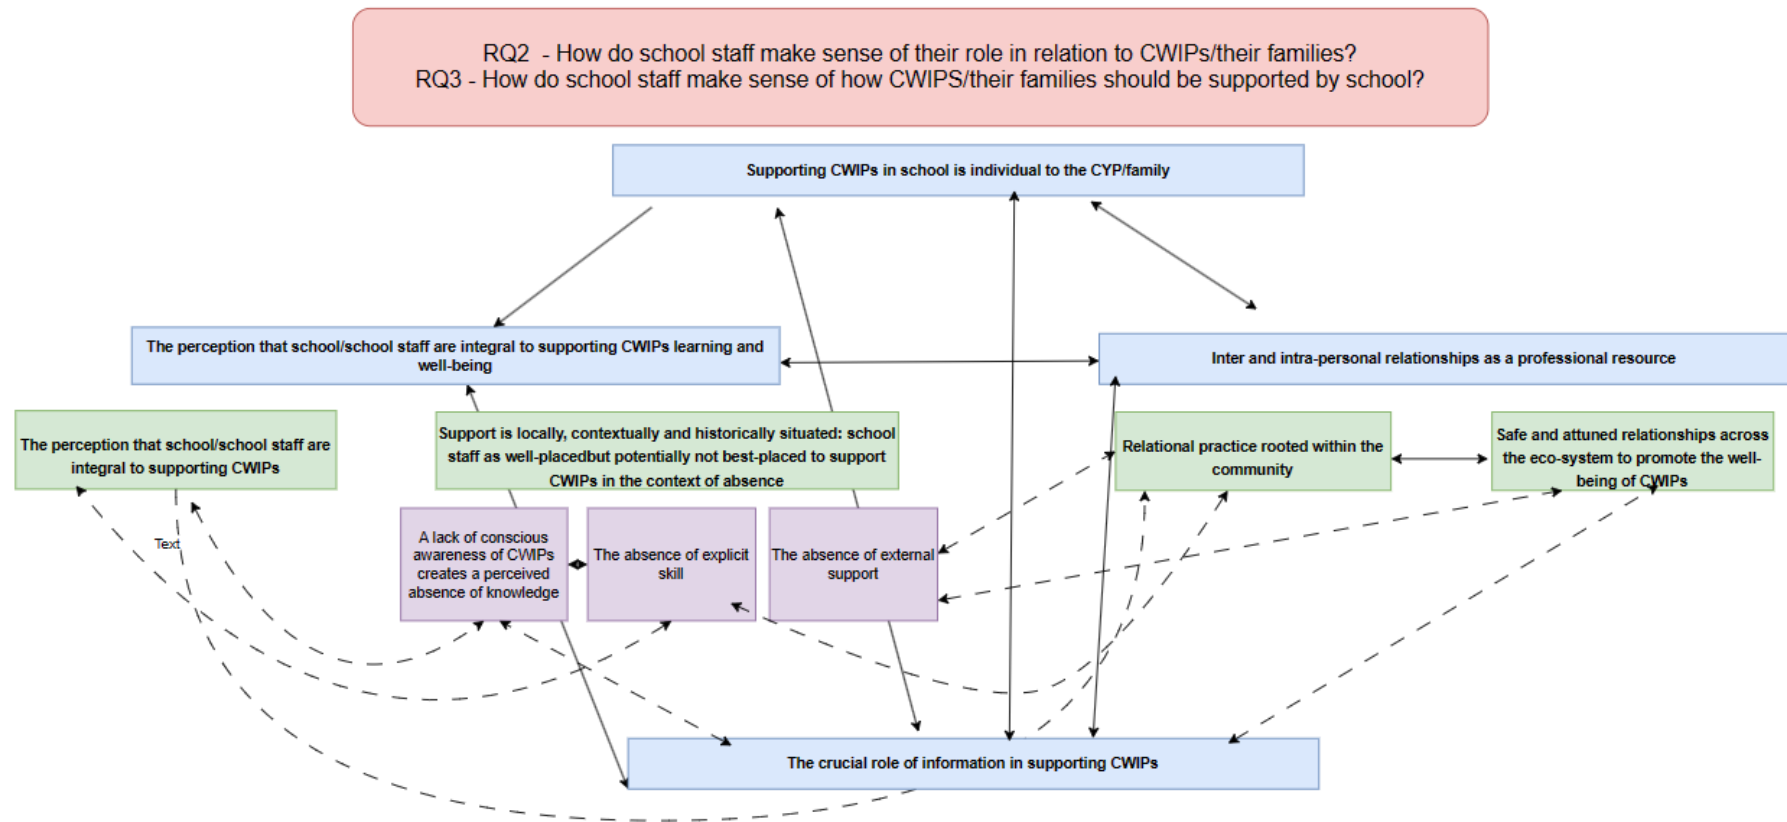 RQ2 - How do school staff make sense of their role in relation to CWIPs/their families?
RQ3 - How do school staff make sense of how CWIPS/their families should be supported by school?
Supporting CWIPs in school is individual to the CYP/family
The perception that school/school staff are integral to supporting CWIPs learning and
well-being
Inter and intra-personal relationships as a professional resource
The perception that school/school staff are
integral to supporting CWIPs
Support is locally, contextually and historically situated: school
staff as well-placedbut potentially not best-placed to support
CWIPs in the context of absence
Relational practice rooted within the
community
Safe and attuned relationships across
the eco-system to promote the well-
being of CWIPs
Text
A lack of conscious
awareness of CWIPs
creates a perceived
absence of knowledge
The absence of explicit
skill
The absence of external
support
The crucial role of information in supporting CWIPs